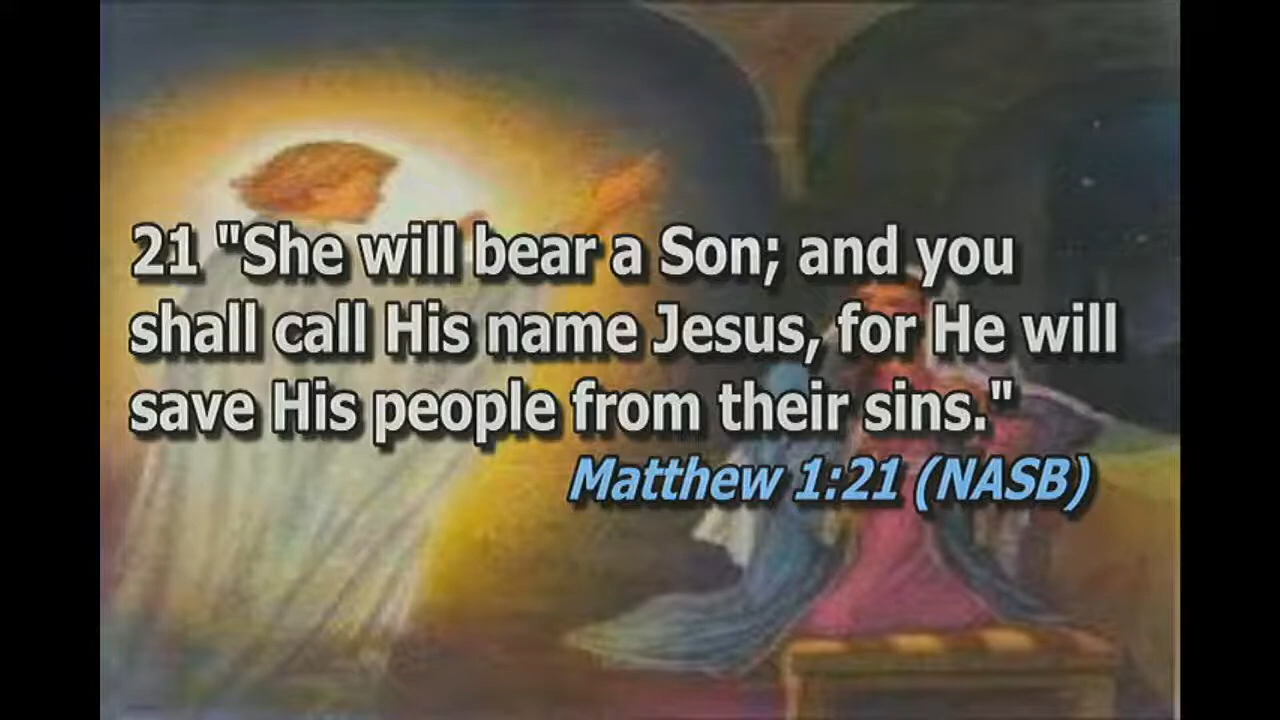 21 "She will bear a Son; and you
shall call His name Jesus, for He will
save His people from their sins."
Matthew 1:21 (NASB)